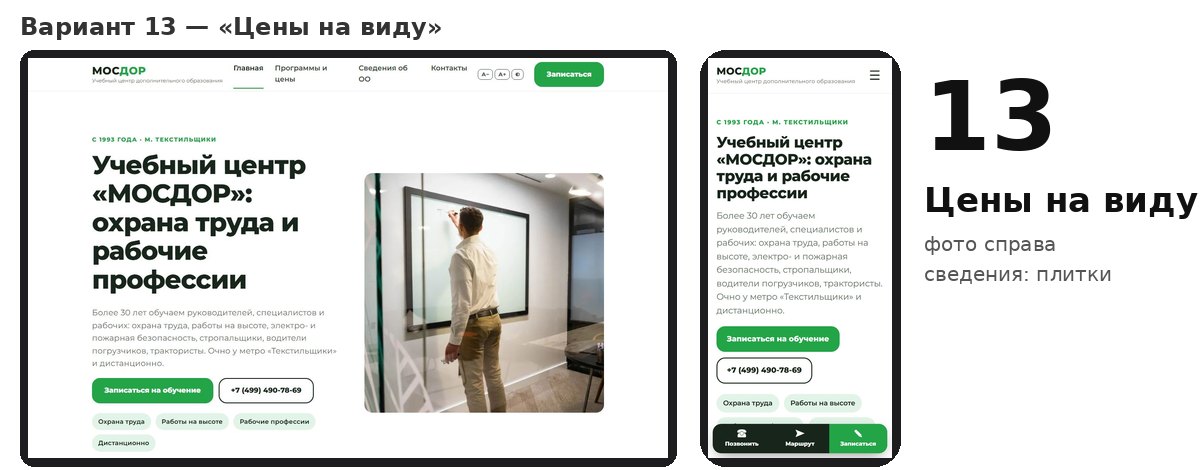 Вариант 13 — «Цены на виду»
МОСДОР
Учебный центр дополнительного образования
Главная
Программы и
цены
Сведения об
ОО
Контакты
A−
A+
Записаться
С 1993 ГОДА · М. ТЕКСТИЛЬЩИКИ
Учебный центр
«МОСДОР»:
охрана труда и
рабочие
профессии
Более 30 лет обучаем руководителей, специалистов и
рабочих: охрана труда, работы на высоте, электро- и
пожарная безопасность, стропальщики, водители
погрузчиков, трактористы. Очно у метро «Текстильщики»
и дистанционно.
Записаться на обучение
+7 (499) 490-78-69
Охрана труда
Работы на высоте
Рабочие профессии
Дистанционно
МОСДОР
Учебный центр дополнительного образования
С 1993 ГОДА · М. ТЕКСТИЛЬЩИКИ
Учебный центр
«МОСДОР»: охрана
труда и рабочие
профессии
Более 30 лет обучаем
руководителей, специалистов и
рабочих: охрана труда, работы на
высоте, электро- и пожарная
безопасность, стропальщики,
водители погрузчиков, трактористы.
Очно у метро «Текстильщики» и
дистанционно.
Записаться на обучение
+7 (499) 490-78-69
Охрана труда
Работы на высоте
Позвонить
Маршрут
Записаться
13
Цены на виду
фото справа
сведения: плитки